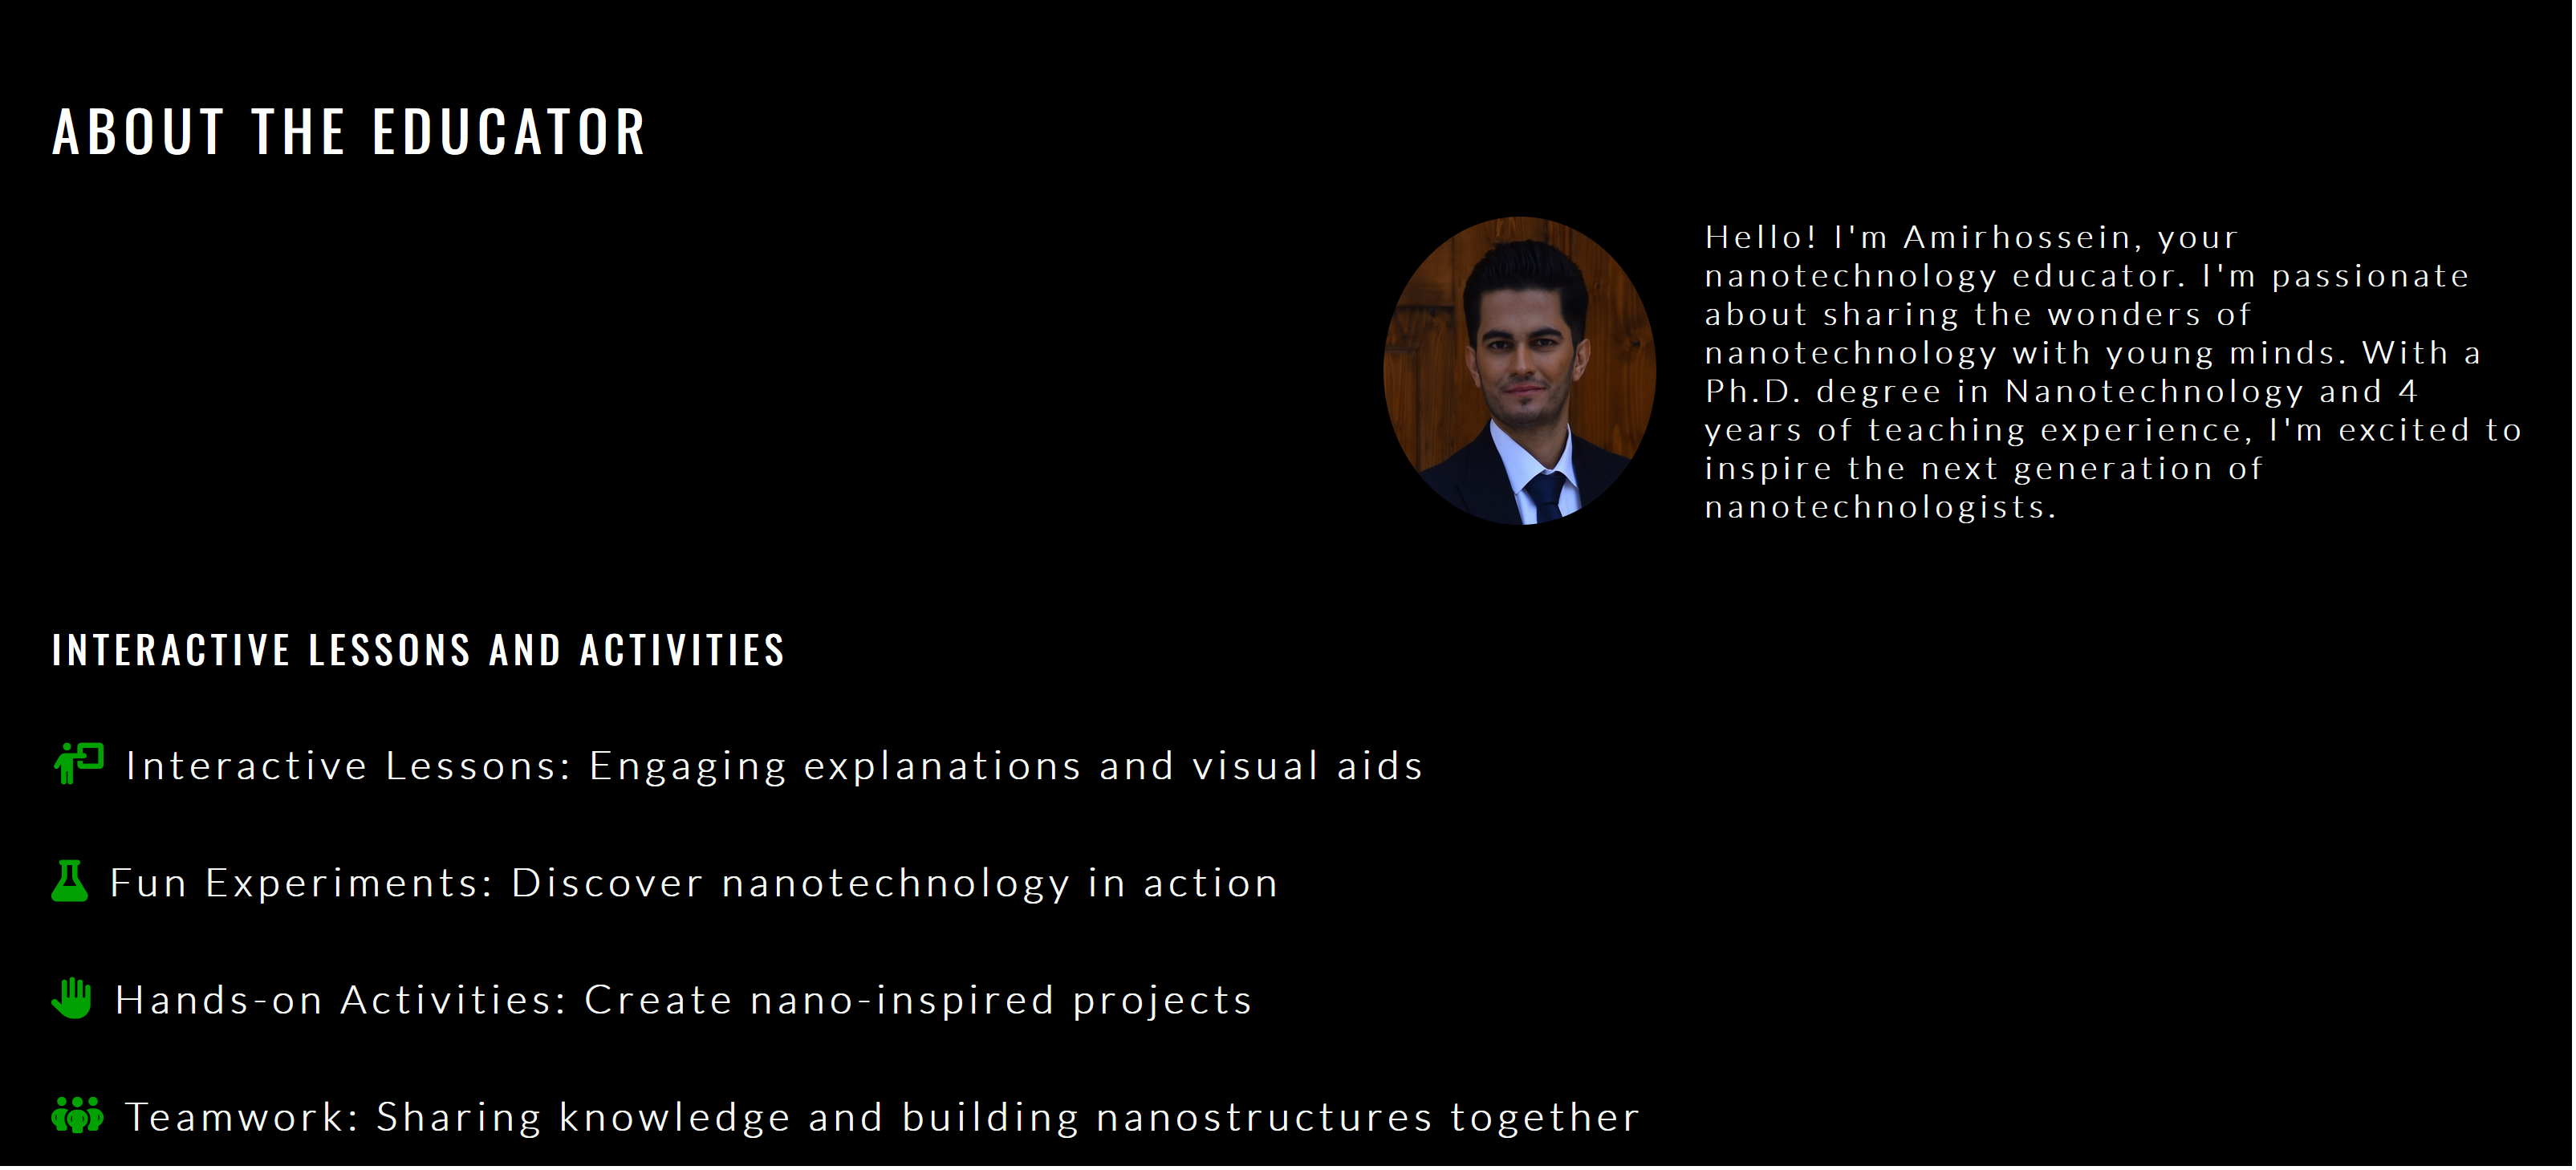 ABOUT THE EDUCATOR
Hello! I'm Amirhossein, your
nanotechnology educator. I'm passionate
about sharing the wonders of
nanotechnology with young minds. With a
Ph.D. degree in Nanotechnology and 4
years of teaching experience, I'm excited to
inspire the next generation of
nanotechnologists.
INTERACTIVE LESSONS AND ACTIVITIES
Interactive Lessons: Engaging explanations and visual aids
Fun Experiments: Discover nanotechnology in action
Hands-on Activities: Create nano-inspired projects
Teamwork: Sharing knowledge and building nanostructures together